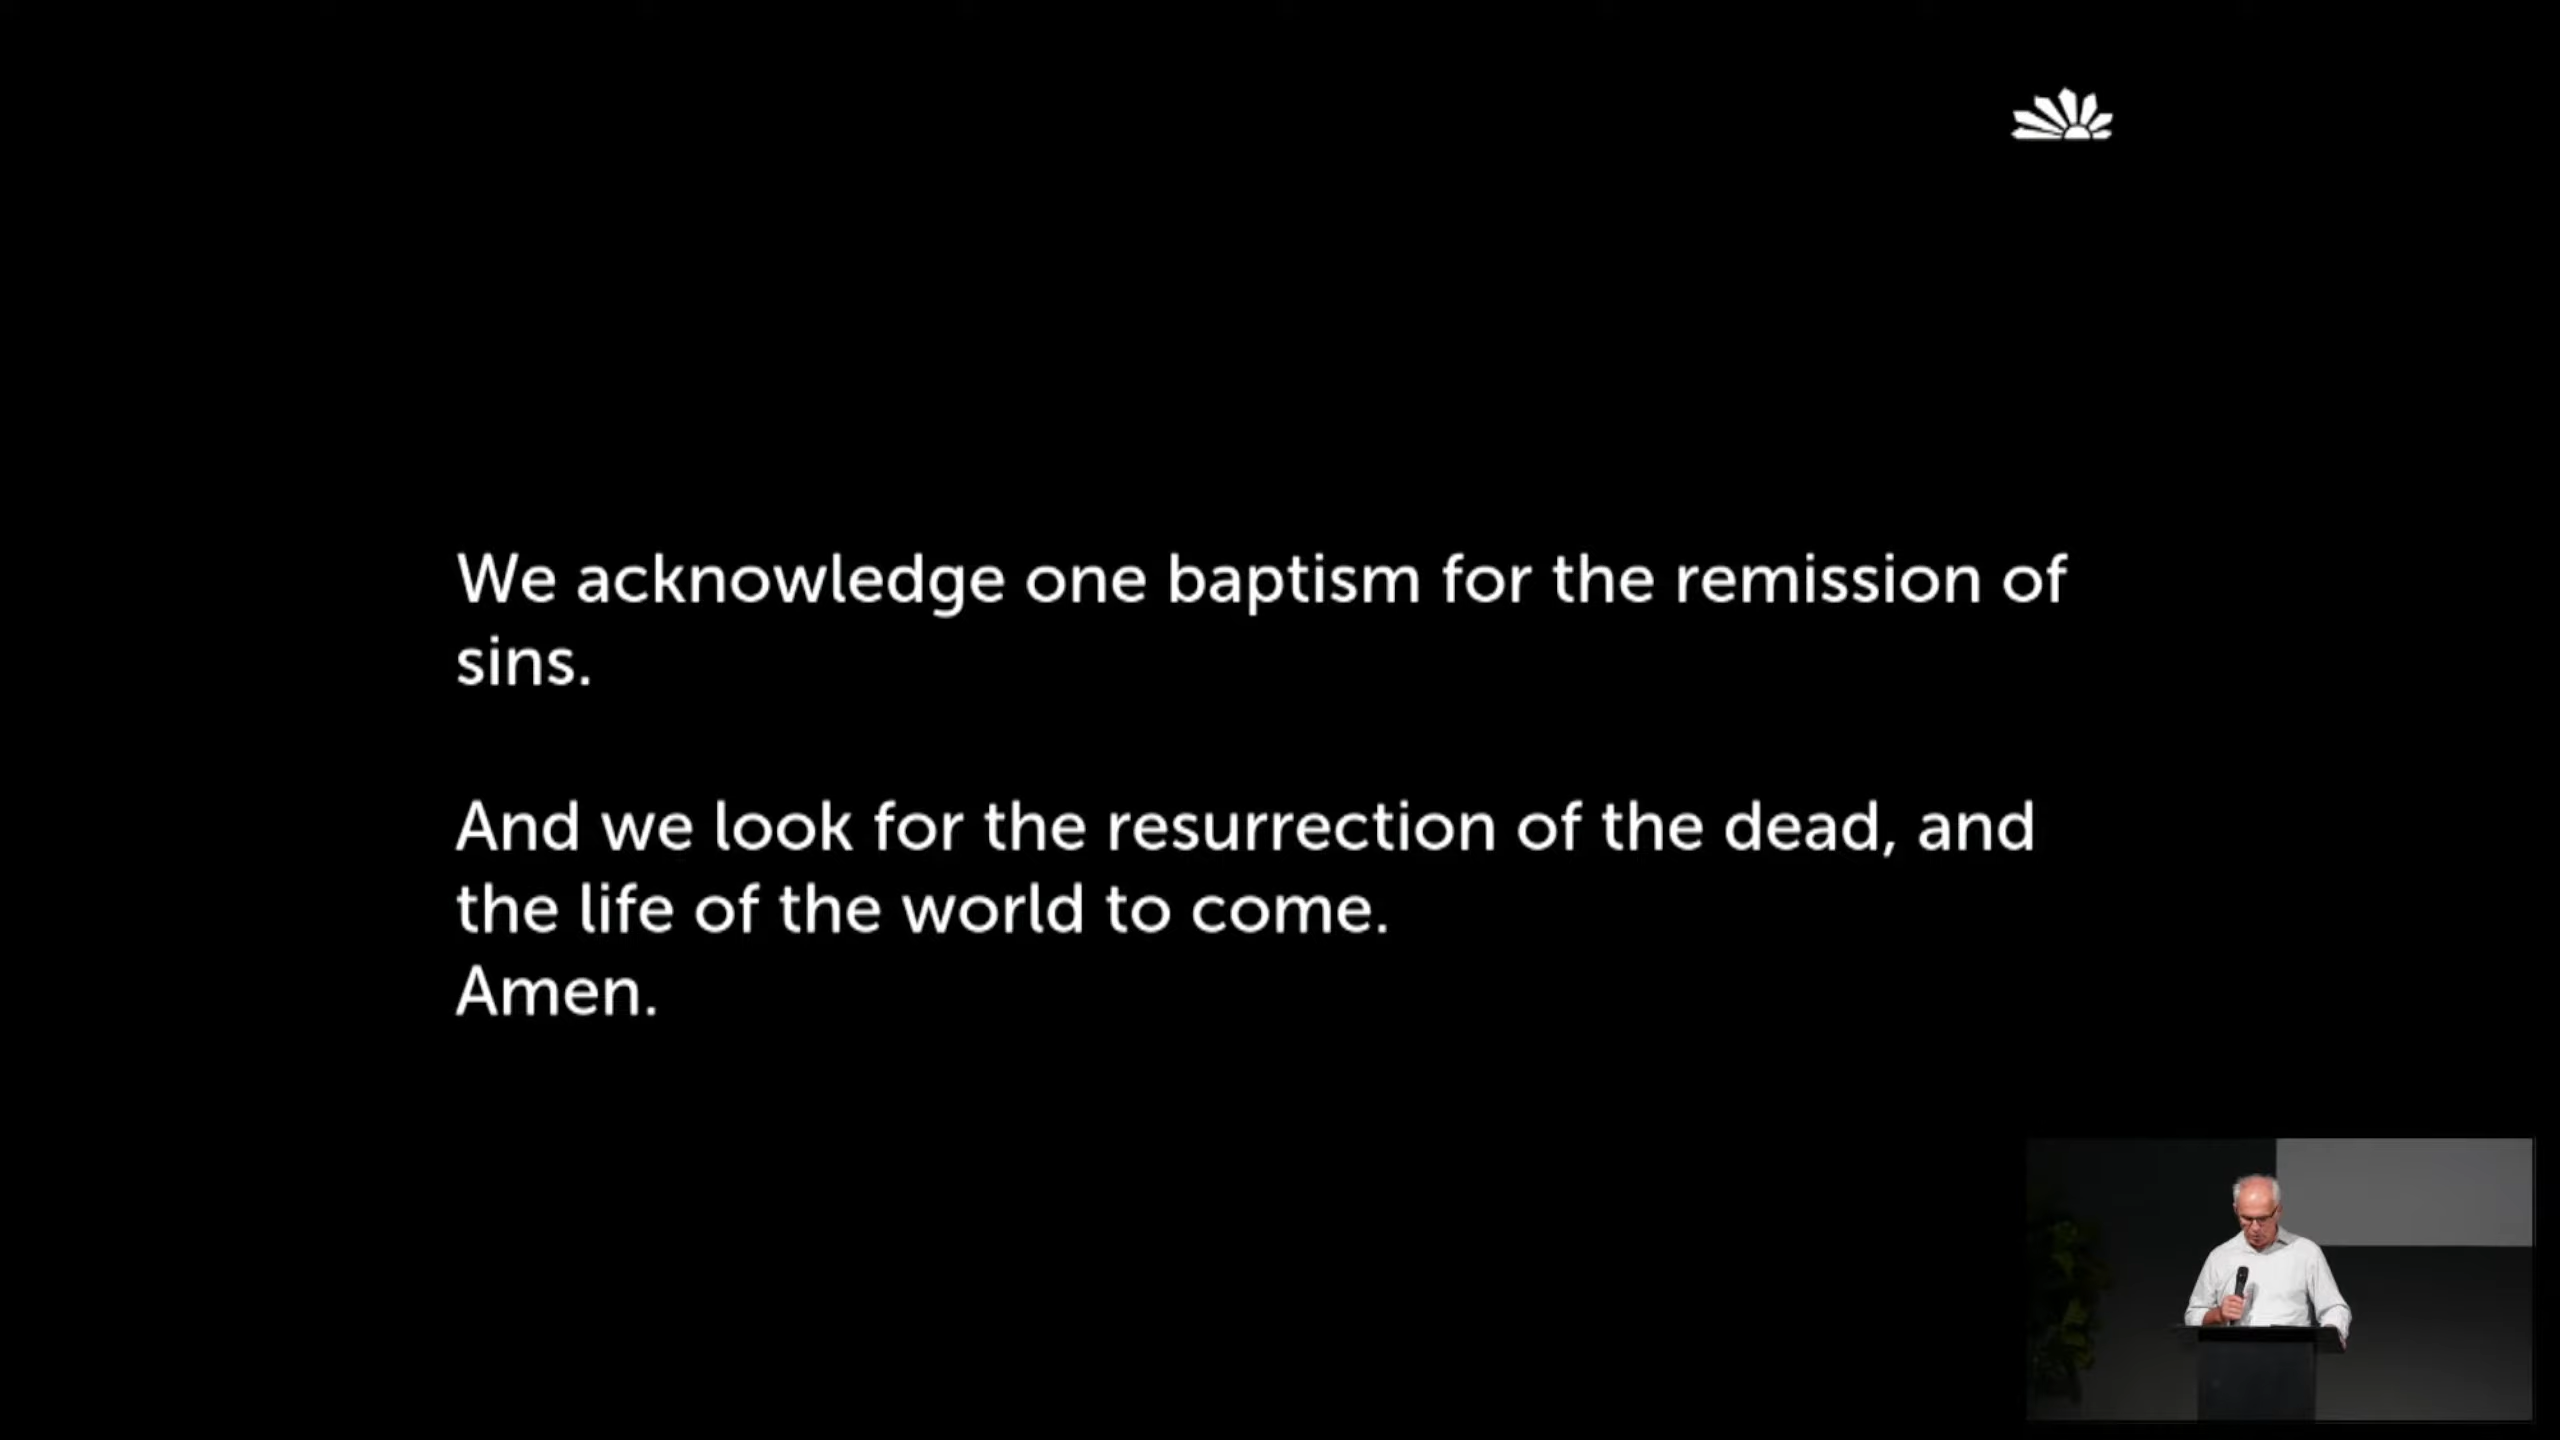 We acknowledge one baptism for the remission of
sins.
And we look for the resurrection of the dead, and
the life of the world to come.
Amen.